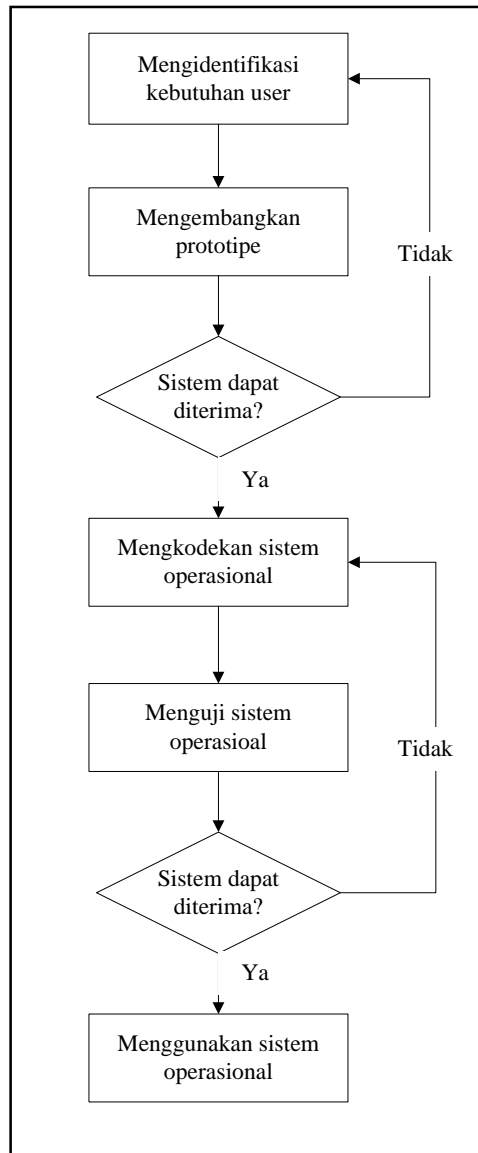 Mengidentifikasi
kebutuhan user
Mengembangkan
prototipe
Tidak
Sistem dapat
diterima?
Ya
Mengkodekan sistem
operasional
Menguji sistem
operasioal
Tidak
Sistem dapat
diterima?
Ya
Menggunakan sistem
operasional